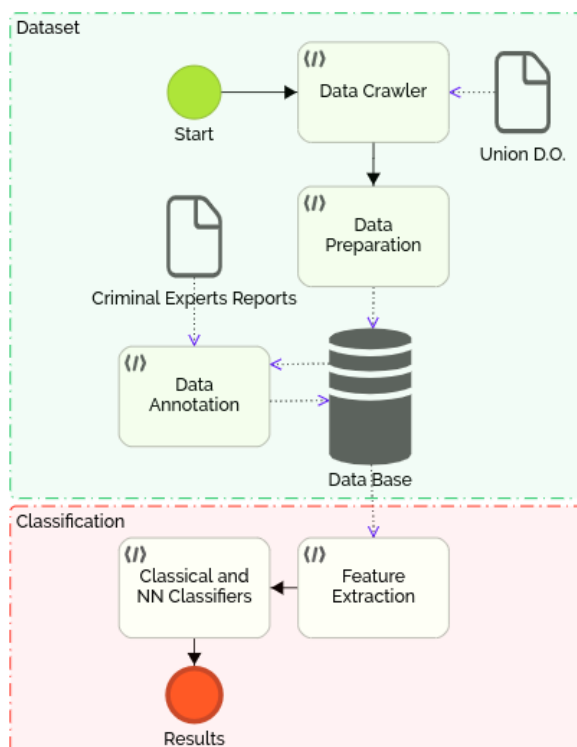 Dataset
Data Crawler
Start
Union D.O.
Data
Preparation
Criminal Experts Reports
Data
Annotation
Data Base
Classification
Classical and
NN Classifiers
Feature
Extraction
Results